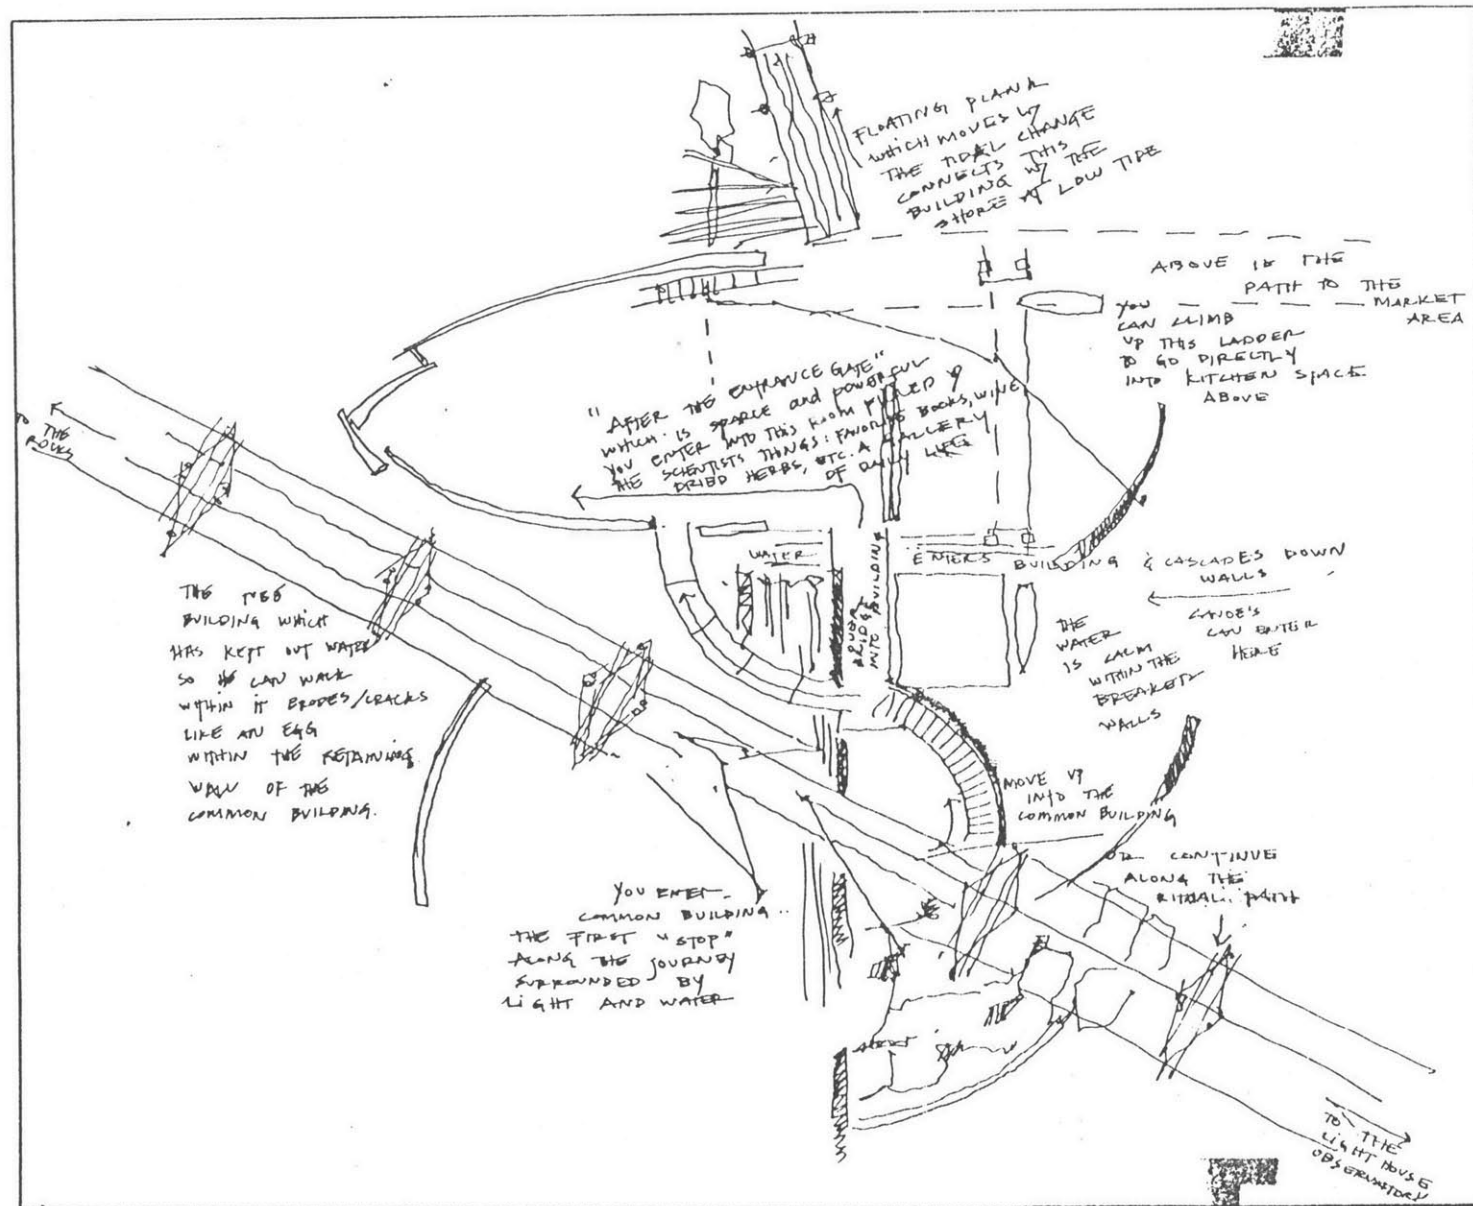 FLOATING PLANK
WHICH MOVES W/
THE TIDAL CHANGE
CONNECTS THIS
BUILDING W/ THE
SHORE AT LOW TIDE
ABOVE IS THE
PATH TO THE
MARKET
AREA
YOU
CAN CLIMB
UP THIS LADDER
TO GO DIRECTLY
INTO KITCHEN SPACE
ABOVE
"AFTER THE ENTRANCE GATE"
WHICH IS SPARCE and POWERFUL
YOU ENTER INTO THIS ROOM FILLED
THE SCIENTISTS THINGS: FAVORITE BOOKS, WINE,
DRIED HERBS, ETC. A GALLERY
OF DAILY LIFE
TO THE
ROCKS
WATER
ENTERS BUILDING & CASCADES DOWN
WALLS
OVER
BRIDGE
INTO BUILDING
CANOE'S
CAN ENTER
HERE
THE
WATER
IS CALM
WITHIN THE
BREAKER
WALLS
THE
BUILDING WHICH
HAS KEPT OUT WATER
SO CAN WALK
WITHIN IT ERODES/CRACKS
LIKE AN EGG
WITHIN THE RETAINING
WALL OF THE
COMMON BUILDING.
MOVE UP
INTO THE
COMMON BUILDING
OR CONTINUE
ALONG THE
RITUAL PATH
YOU ENTER
COMMON BUILDING..
THE FIRST "STOP"
ALONG THE JOURNEY
SURROUNDED BY
LIGHT AND WATER
TO THE
LIGHT HOUSE
OBSERVATORY